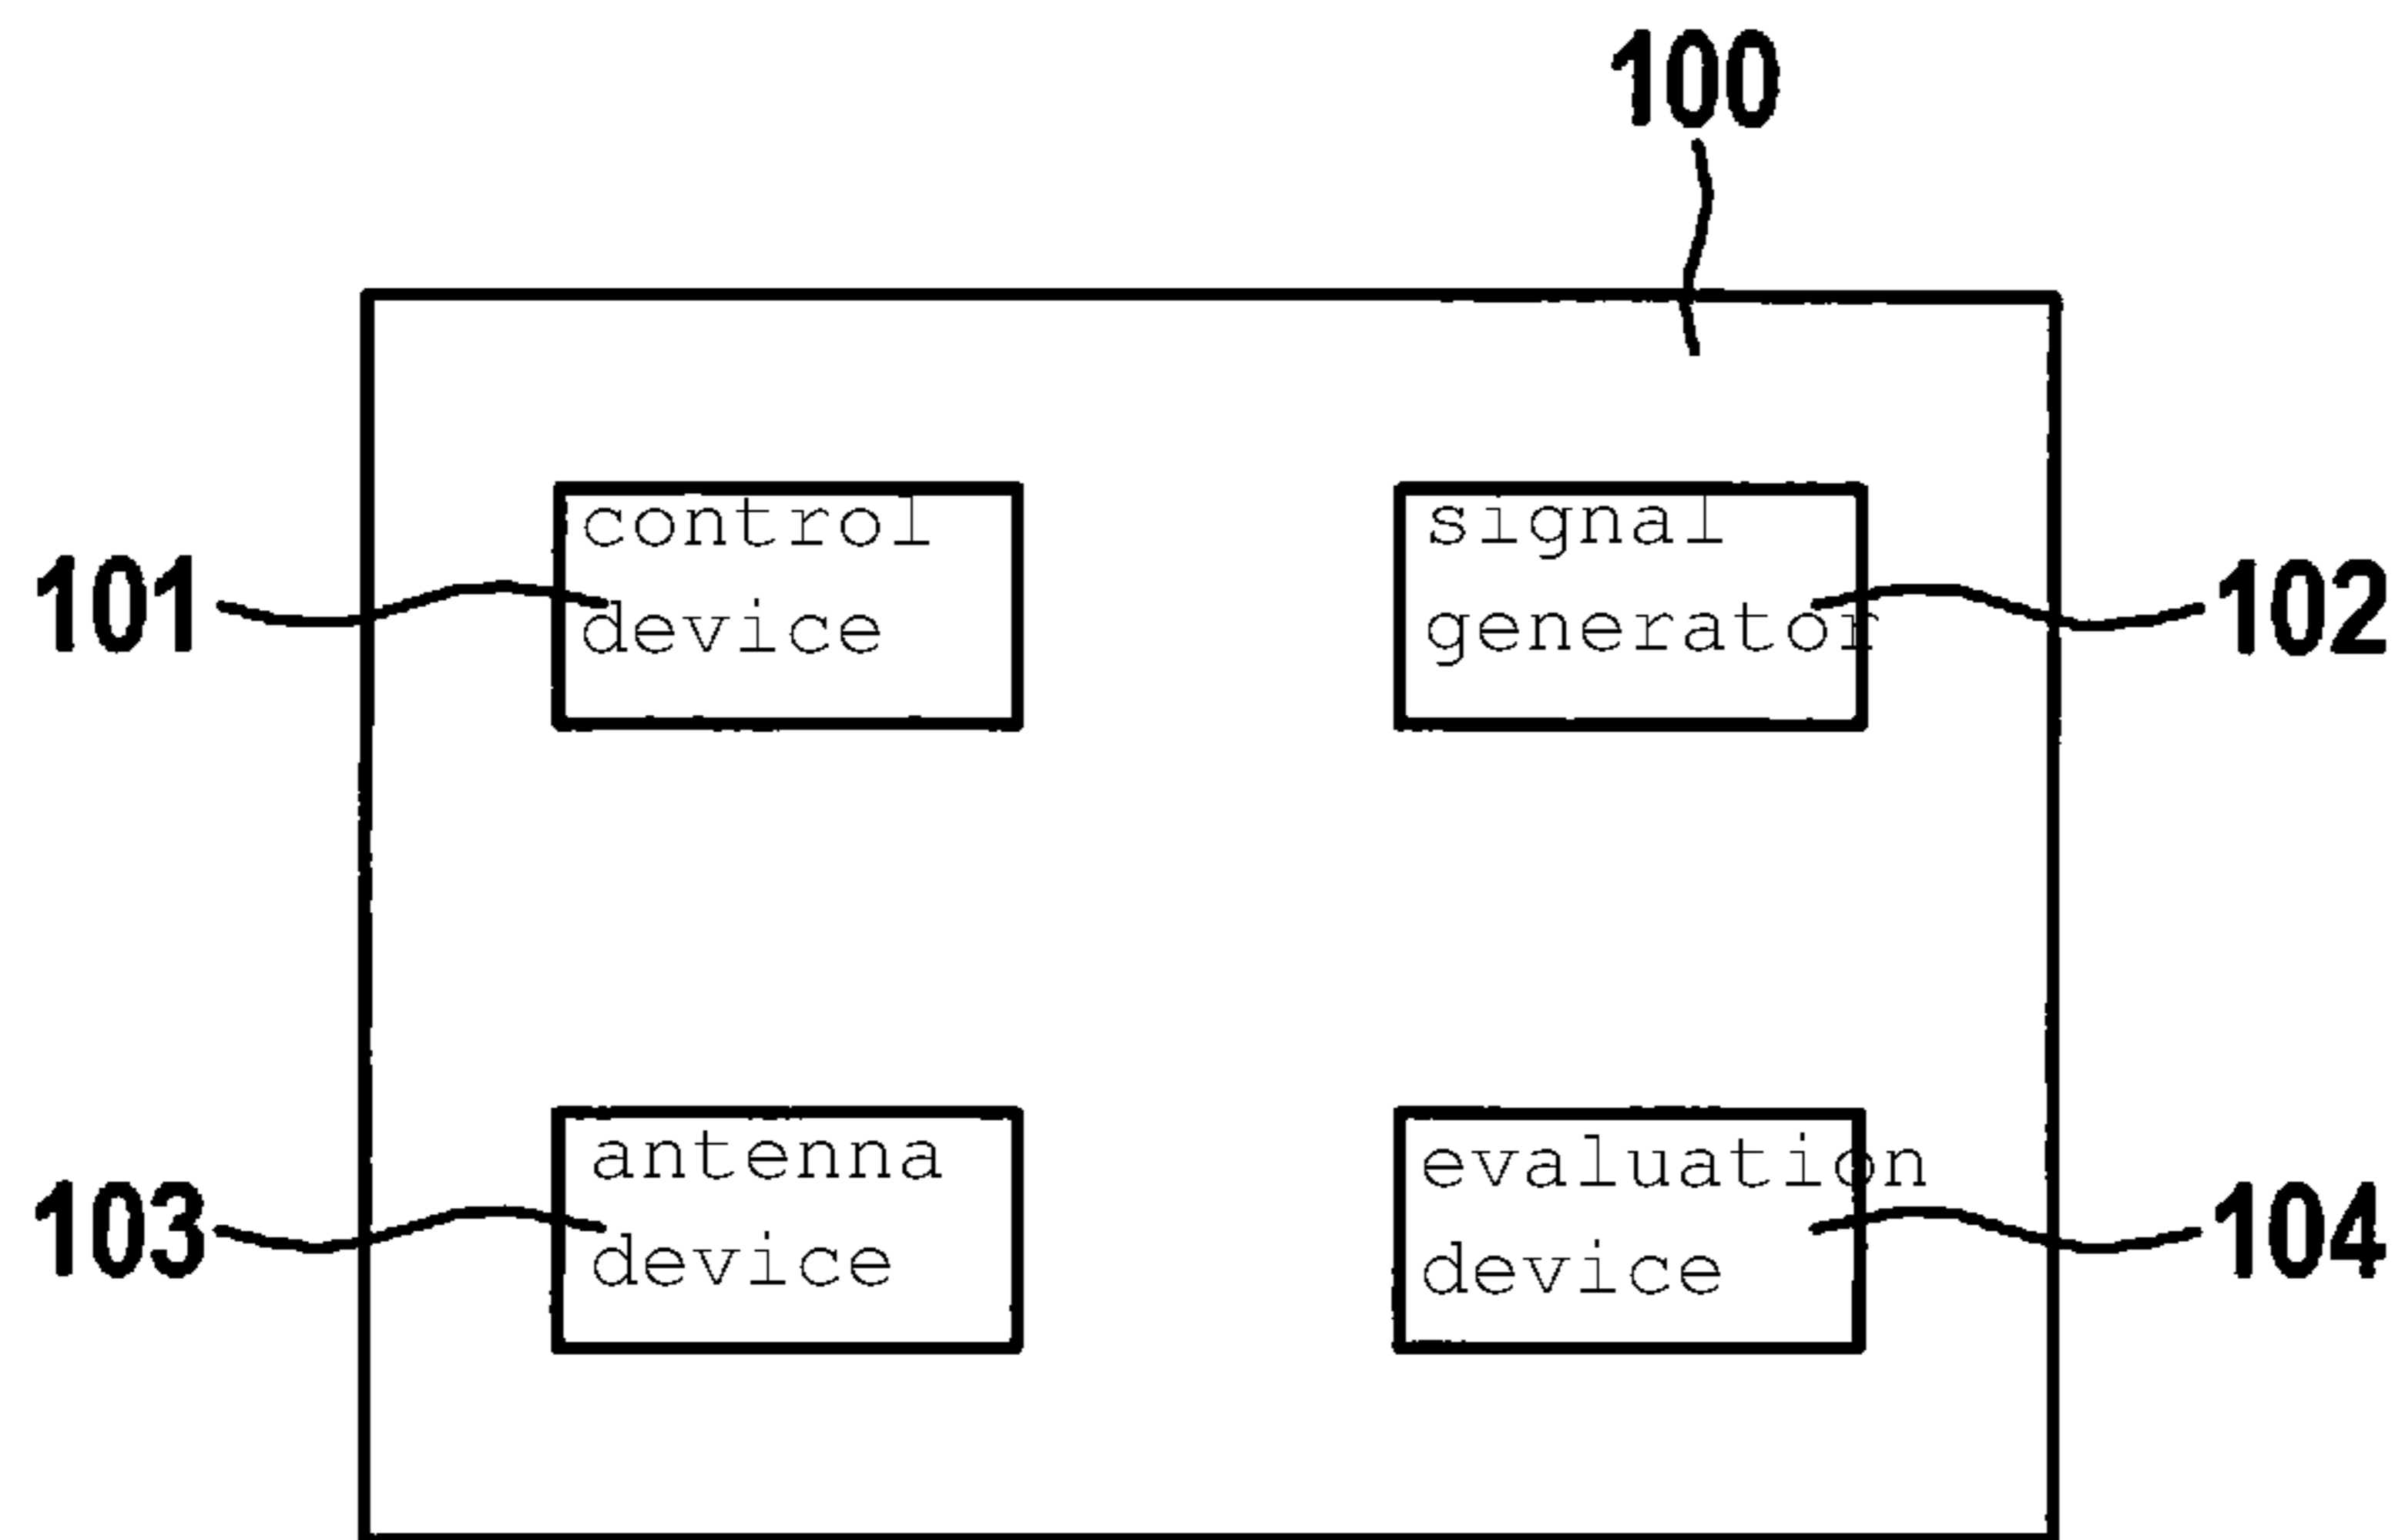 100
control
device
signal
generator
101
102
antenna
device
evaluation
device
103
104